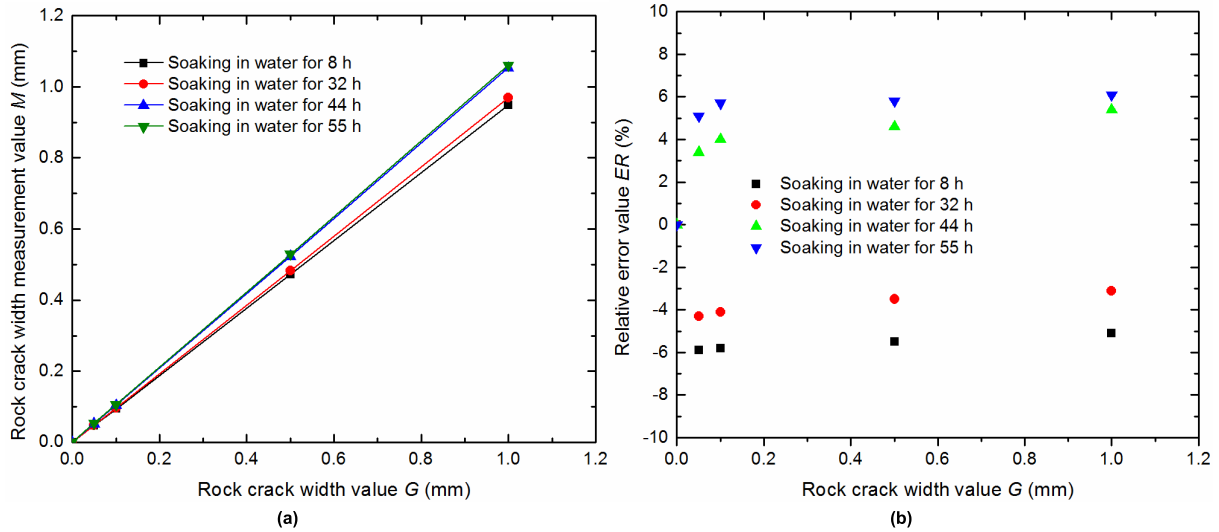 1.2
1.0
0.8
0.6
0.4
0.2
0.0
Rock crack width measurement value M (mm)
Soaking in water for 8 h
Soaking in water for 32 h
Soaking in water for 44 h
Soaking in water for 55 h
0.0 0.2 0.4 0.6 0.8 1.0 1.2
Rock crack width value G (mm)
(a)
10
8
6
4
2
0
-2
-4
-6
-8
-10
Relative error value ER (%)
Soaking in water for 8 h
Soaking in water for 32 h
Soaking in water for 44 h
Soaking in water for 55 h
0.0 0.2 0.4 0.6 0.8 1.0 1.2
Rock crack width value G (mm)
(b)